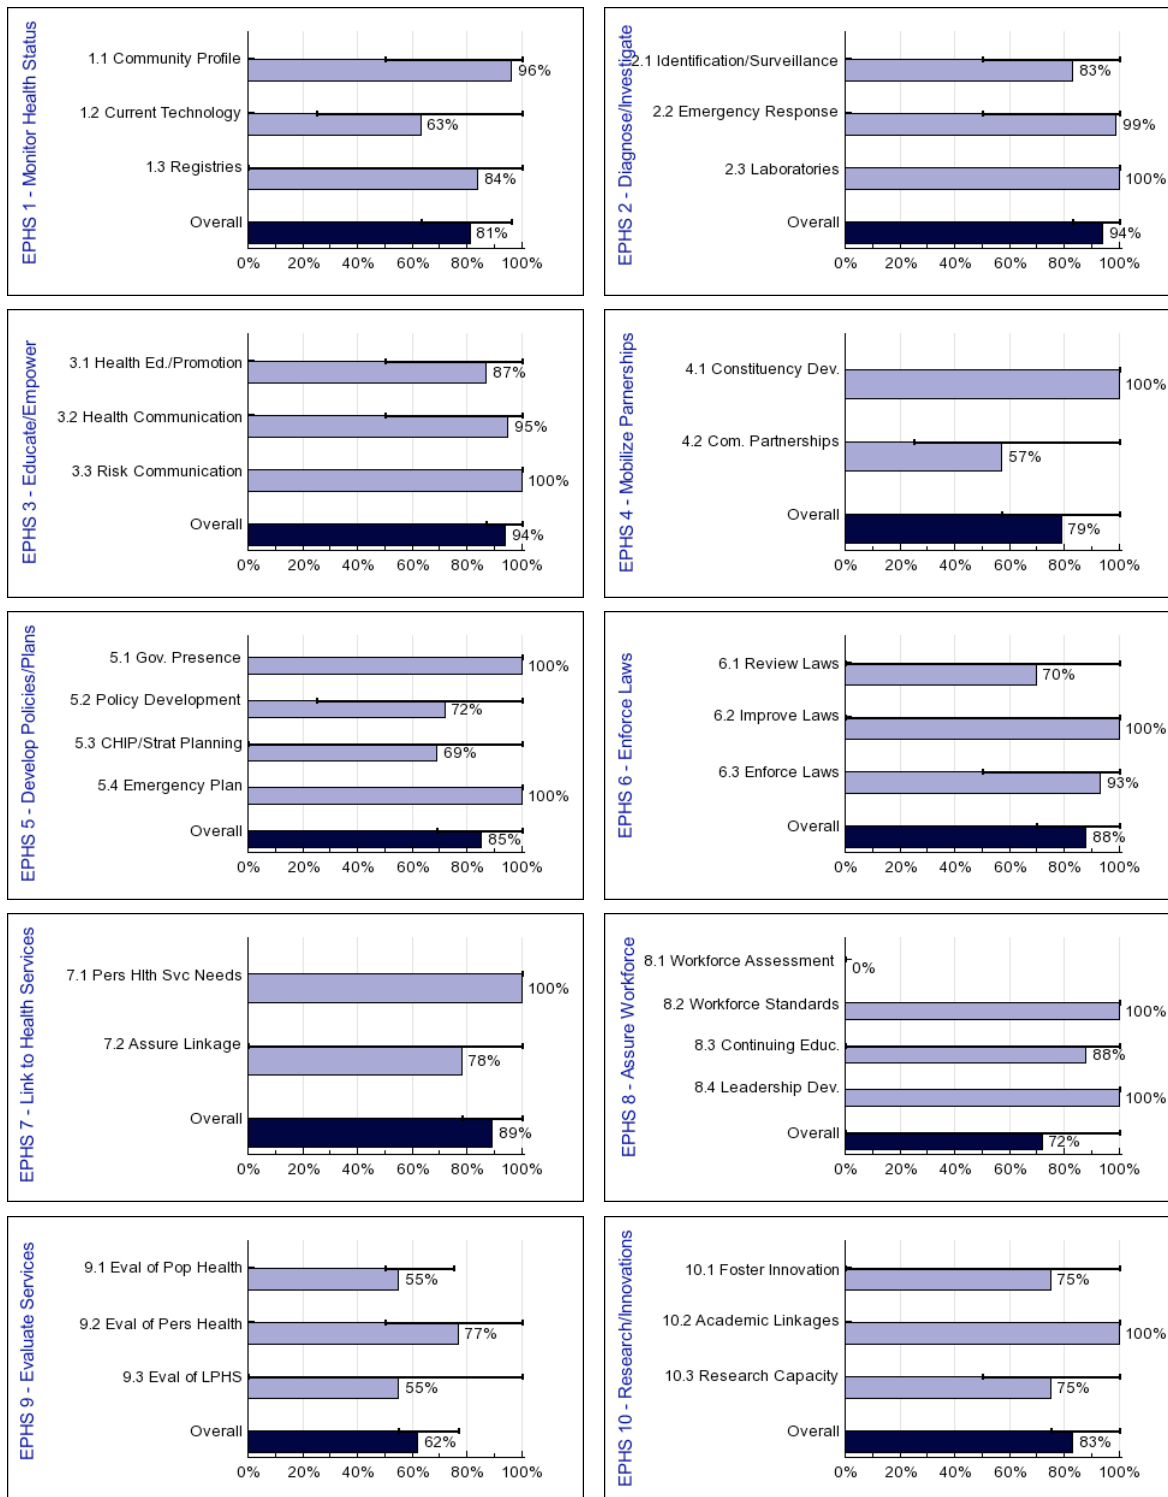 EPHS 1 - Monitor Health Status
1.1 Community Profile 96%
1.2 Current Technology 63%
1.3 Registries 84%
Overall 81%
0% 20% 40% 60% 80% 100%
EPHS 2 - Diagnose/Investigate
2.1 Identification/Surveillance 83%
2.2 Emergency Response 99%
2.3 Laboratories 100%
Overall 94%
0% 20% 40% 60% 80% 100%
EPHS 3 - Educate/Empower
3.1 Health Ed./Promotion 87%
3.2 Health Communication 95%
3.3 Risk Communication 100%
Overall 94%
0% 20% 40% 60% 80% 100%
EPHS 4 - Mobilize Parnerships
4.1 Constituency Dev. 100%
4.2 Com. Partnerships 57%
Overall 79%
0% 20% 40% 60% 80% 100%
EPHS 5 - Develop Policies/Plans
5.1 Gov. Presence 100%
5.2 Policy Development 72%
5.3 CHIP/Strat Planning 69%
5.4 Emergency Plan 100%
Overall 85%
0% 20% 40% 60% 80% 100%
EPHS 6 - Enforce Laws
6.1 Review Laws 70%
6.2 Improve Laws 100%
6.3 Enforce Laws 93%
Overall 88%
0% 20% 40% 60% 80% 100%
EPHS 7 - Link to Health Services
7.1 Pers Hlth Svc Needs 100%
7.2 Assure Linkage 78%
Overall 89%
0% 20% 40% 60% 80% 100%
EPHS 8 - Assure Workforce
8.1 Workforce Assessment 0%
8.2 Workforce Standards 100%
8.3 Continuing Educ. 88%
8.4 Leadership Dev. 100%
Overall 72%
0% 20% 40% 60% 80% 100%
EPHS 9 - Evaluate Services
9.1 Eval of Pop Health 55%
9.2 Eval of Pers Health 77%
9.3 Eval of LPHS 55%
Overall 62%
0% 20% 40% 60% 80% 100%
EPHS 10 - Research/Innovations
10.1 Foster Innovation 75%
10.2 Academic Linkages 100%
10.3 Research Capacity 75%
Overall 83%
0% 20% 40% 60% 80% 100%